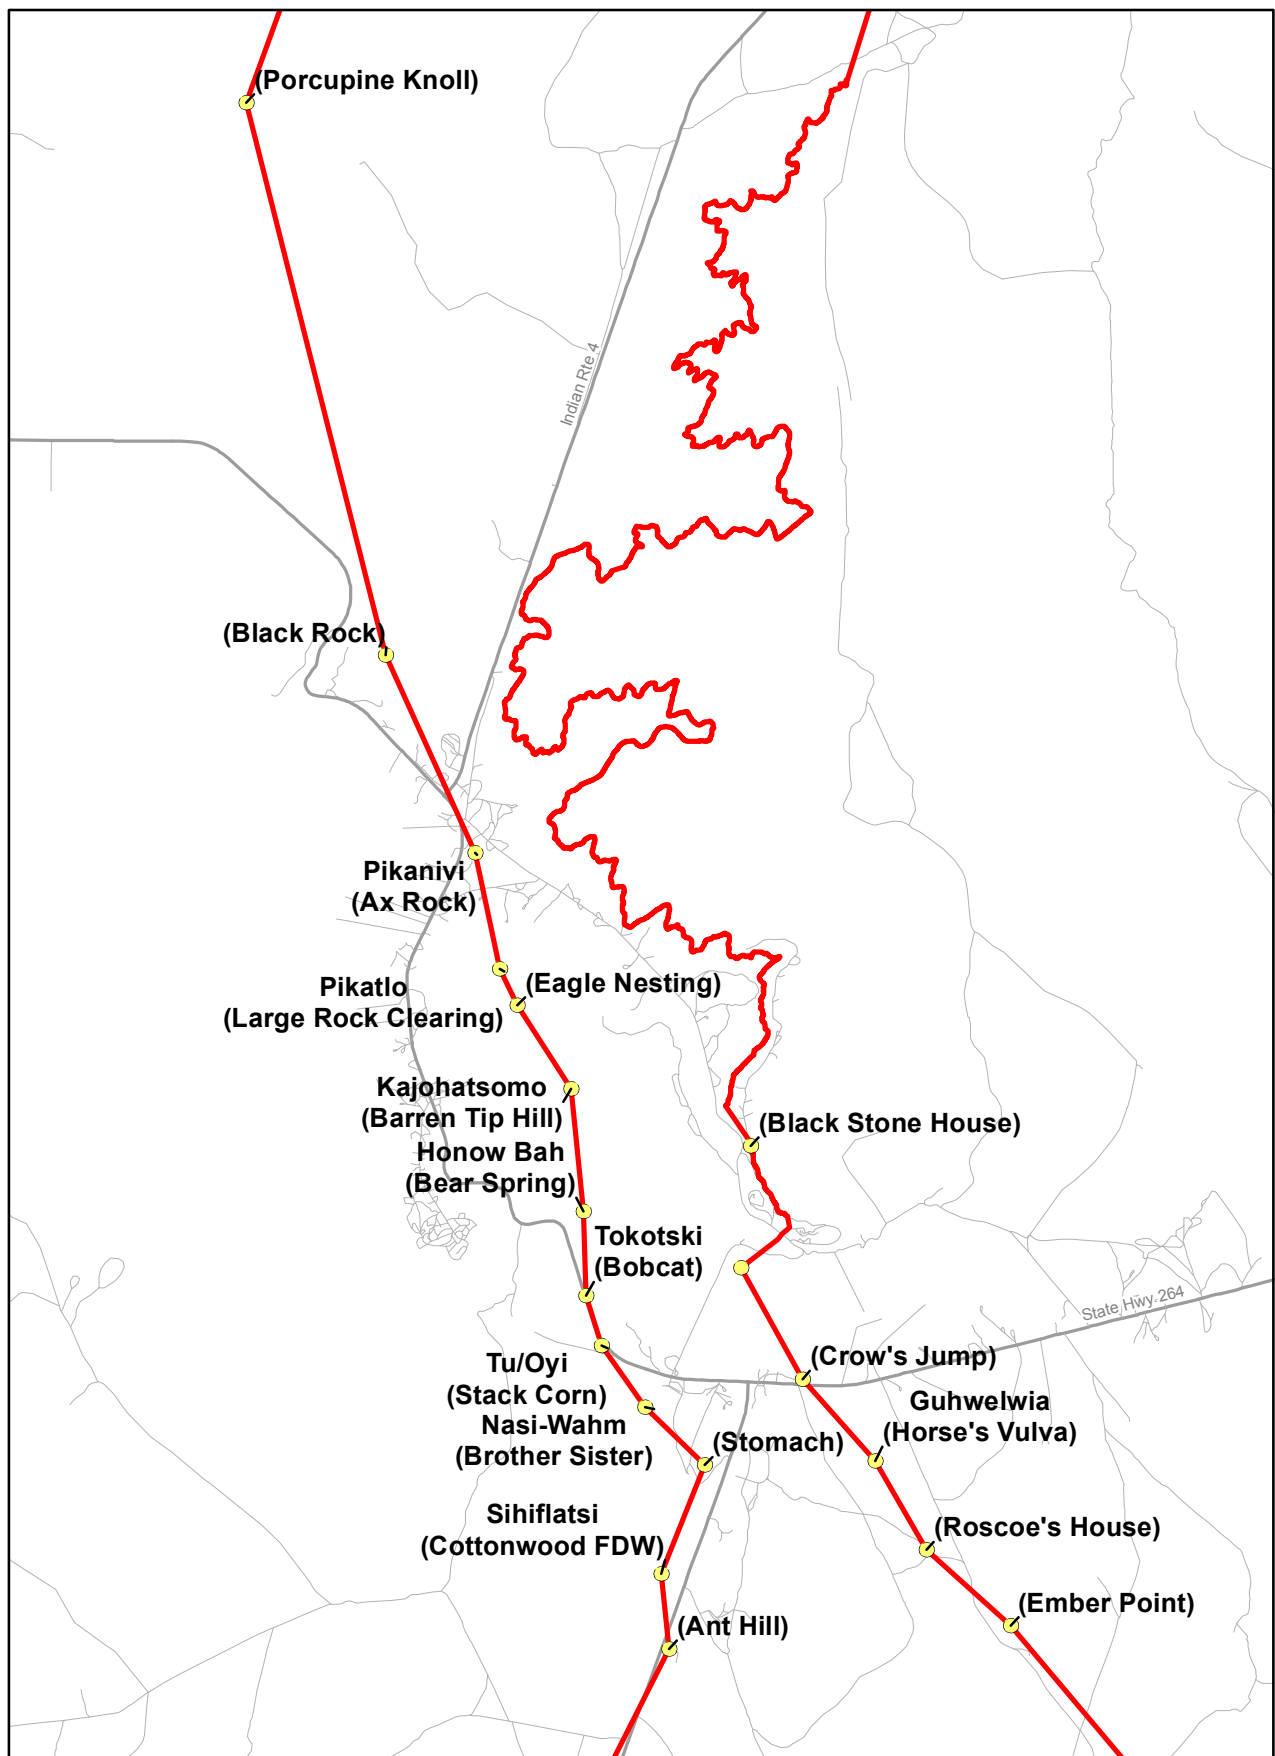 (Porcupine Knoll)
Indian Rte 4
(Black Rock)
Pikanivi
(Ax Rock)
Pikatlo
(Large Rock Clearing)
(Eagle Nesting)
Kajohatsomo
(Barren Tip Hill)
(Black Stone House)
Honow Bah
(Bear Spring)
Tokotski
(Bobcat)
State Hwy 264
Tu/Oyi
(Stack Corn)
(Crow's Jump)
Guhwelwia
(Horse's Vulva)
Nasi-Wahm
(Brother Sister)
(Stomach)
Sihiflatsi
(Cottonwood FDW)
(Roscoe's House)
(Ember Point)
(Ant Hill)